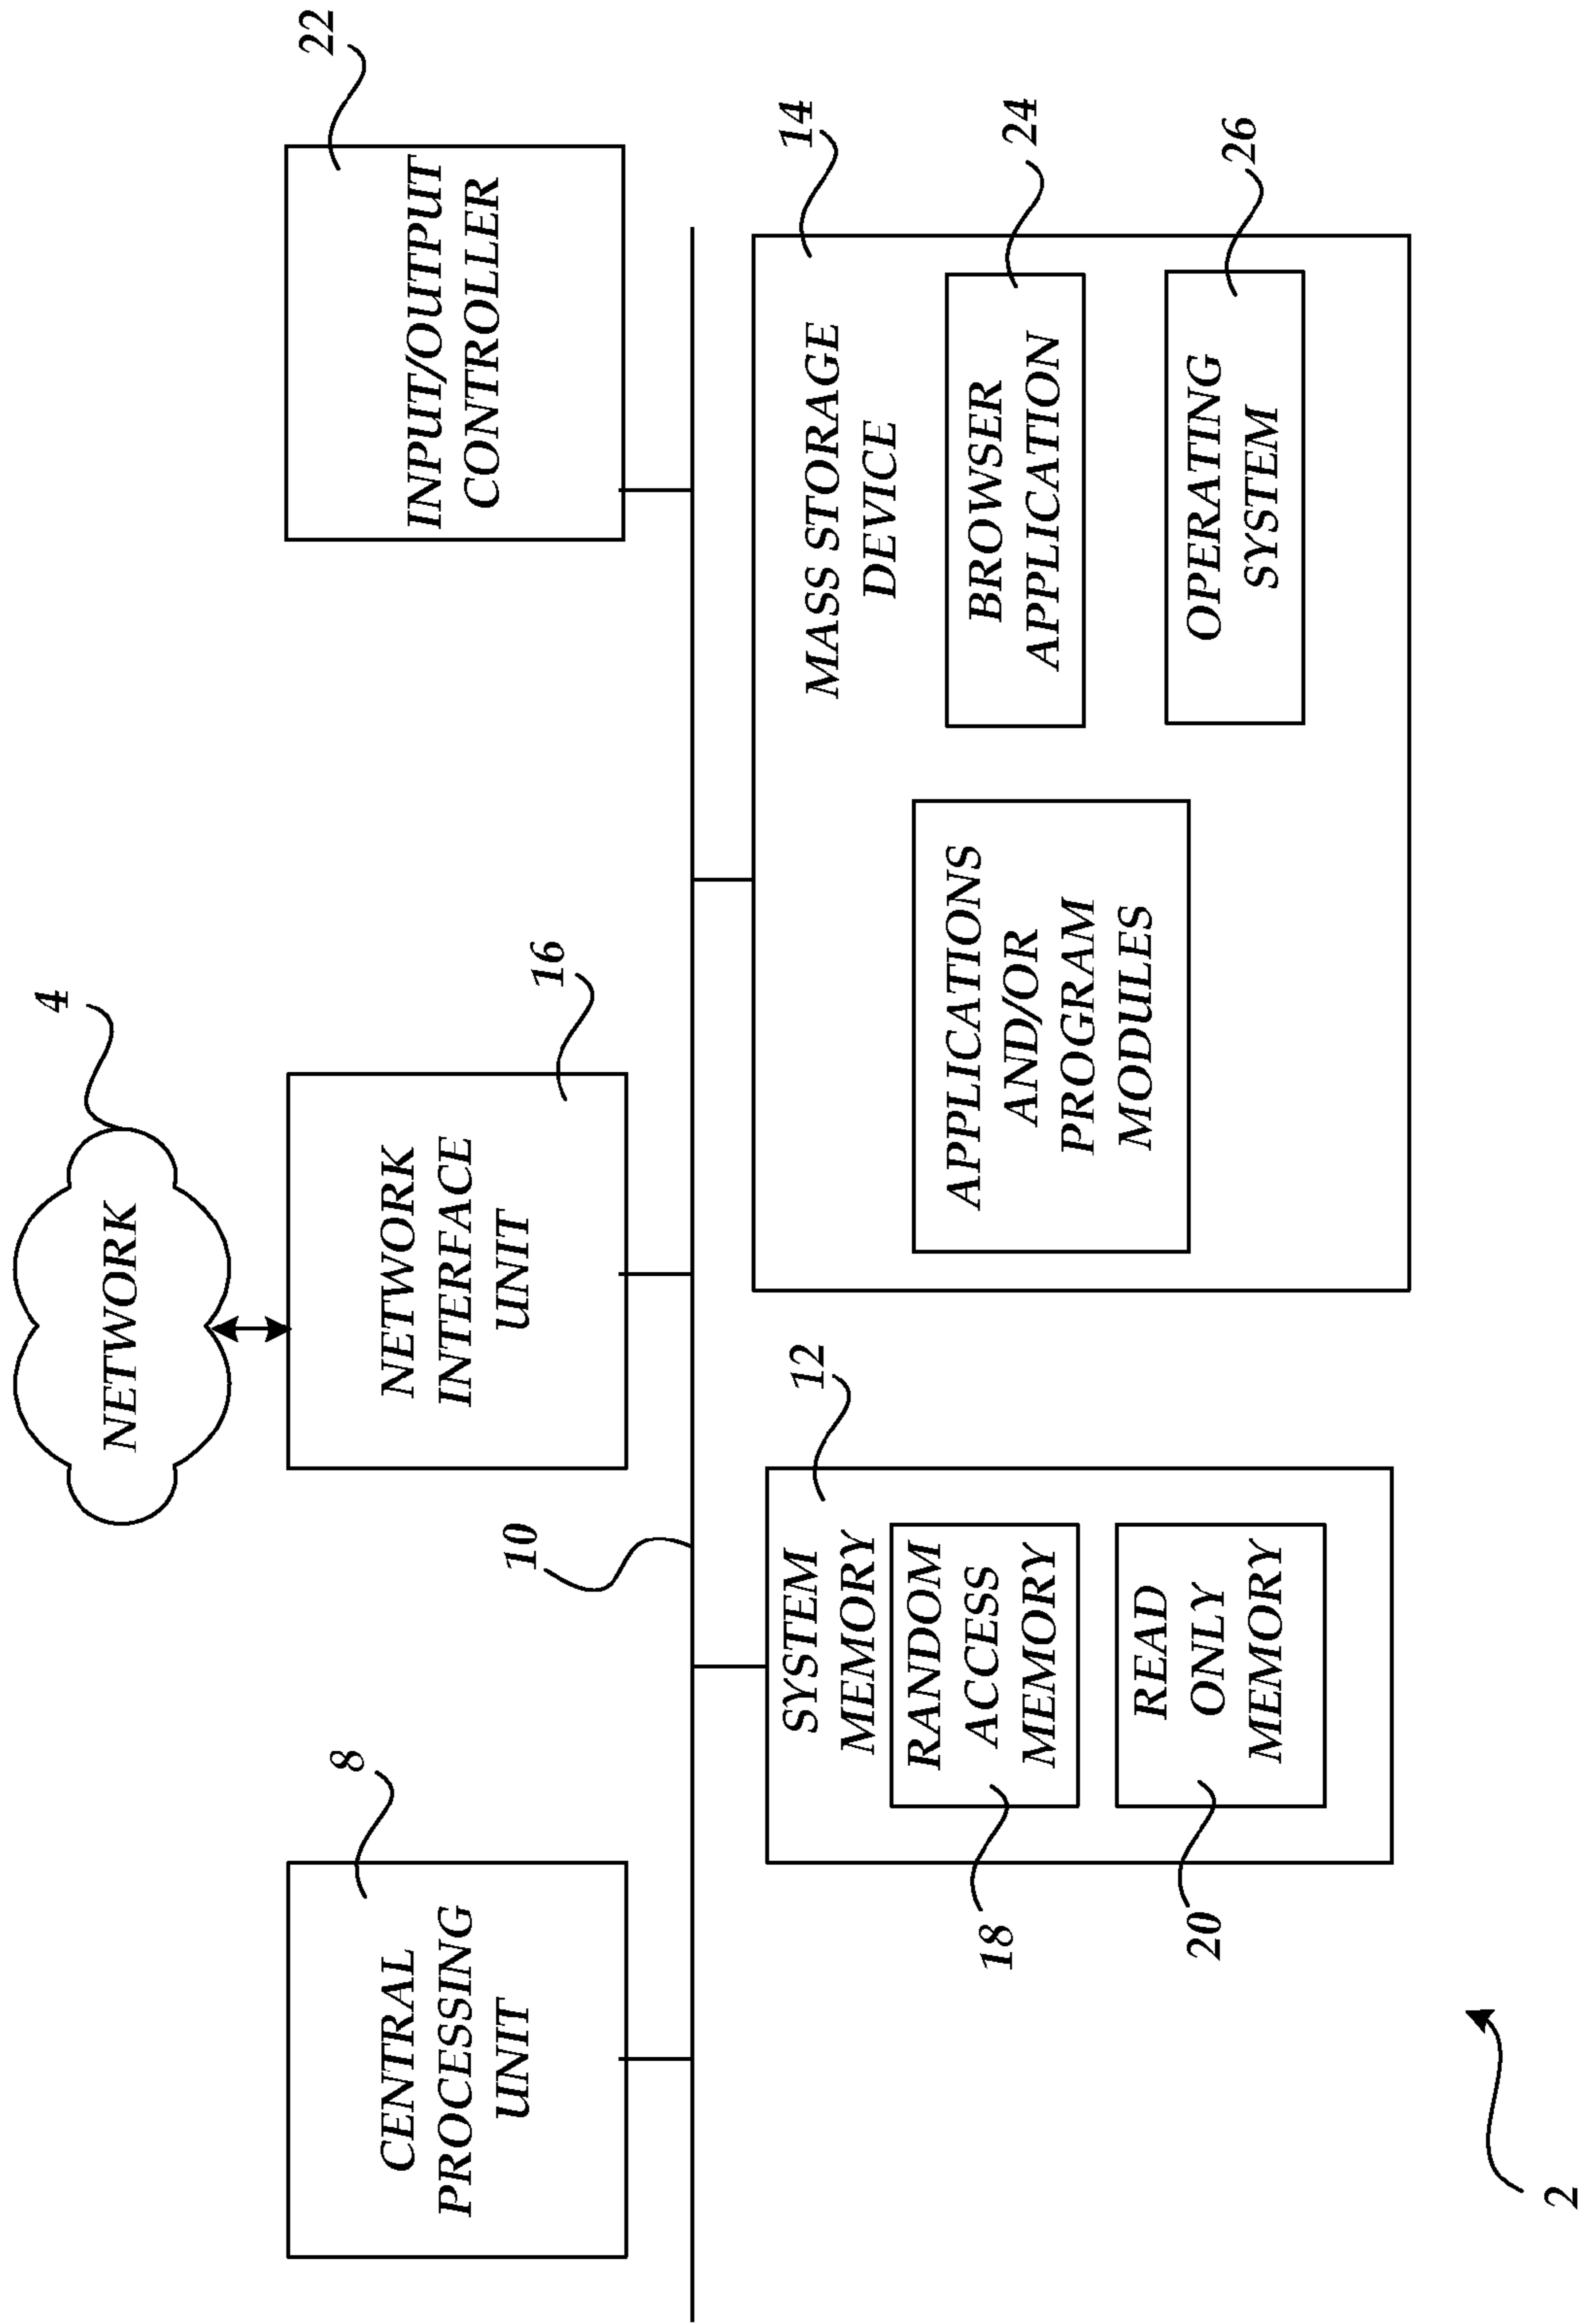 NETWORK
4
CENTRAL
PROCESSING
UNIT
8
NETWORK
INTERFACE
UNIT
16
INPUT/OUTPUT
CONTROLLER
22
10
SYSTEM
MEMORY
12
RANDOM
ACCESS
MEMORY
18
READ
ONLY
MEMORY
20
MASS STORAGE
DEVICE
14
APPLICATIONS
AND/OR
PROGRAM
MODULES
BROWSER
APPLICATION
24
OPERATING
SYSTEM
26
2